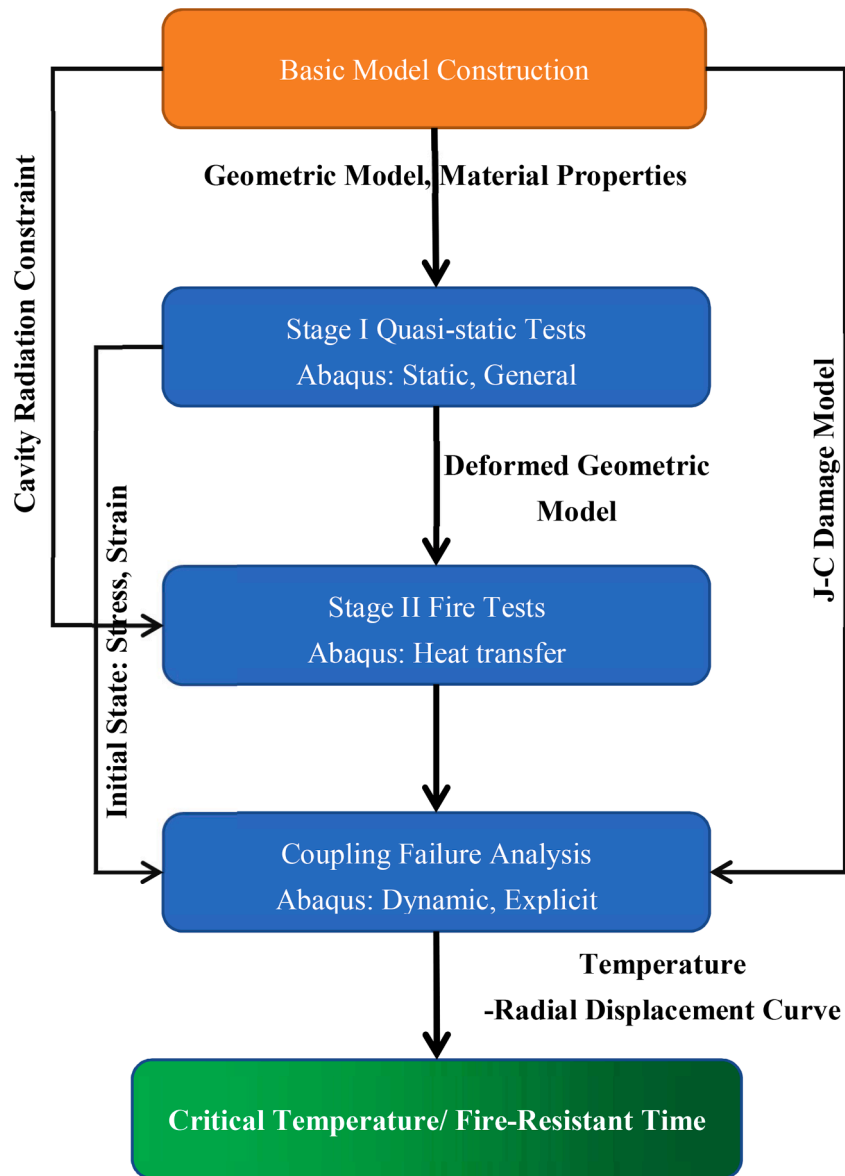 Basic Model Construction
Geometric Model, Material Properties
Cavity Radiation Constraint
Stage I Quasi-static Tests
Abaqus: Static, General
Deformed Geometric
Model
Initial State: Stress, Strain
J-C Damage Model
Stage II Fire Tests
Abaqus: Heat transfer
Coupling Failure Analysis
Abaqus: Dynamic, Explicit
Temperature
-Radial Displacement Curve
Critical Temperature/ Fire-Resistant Time